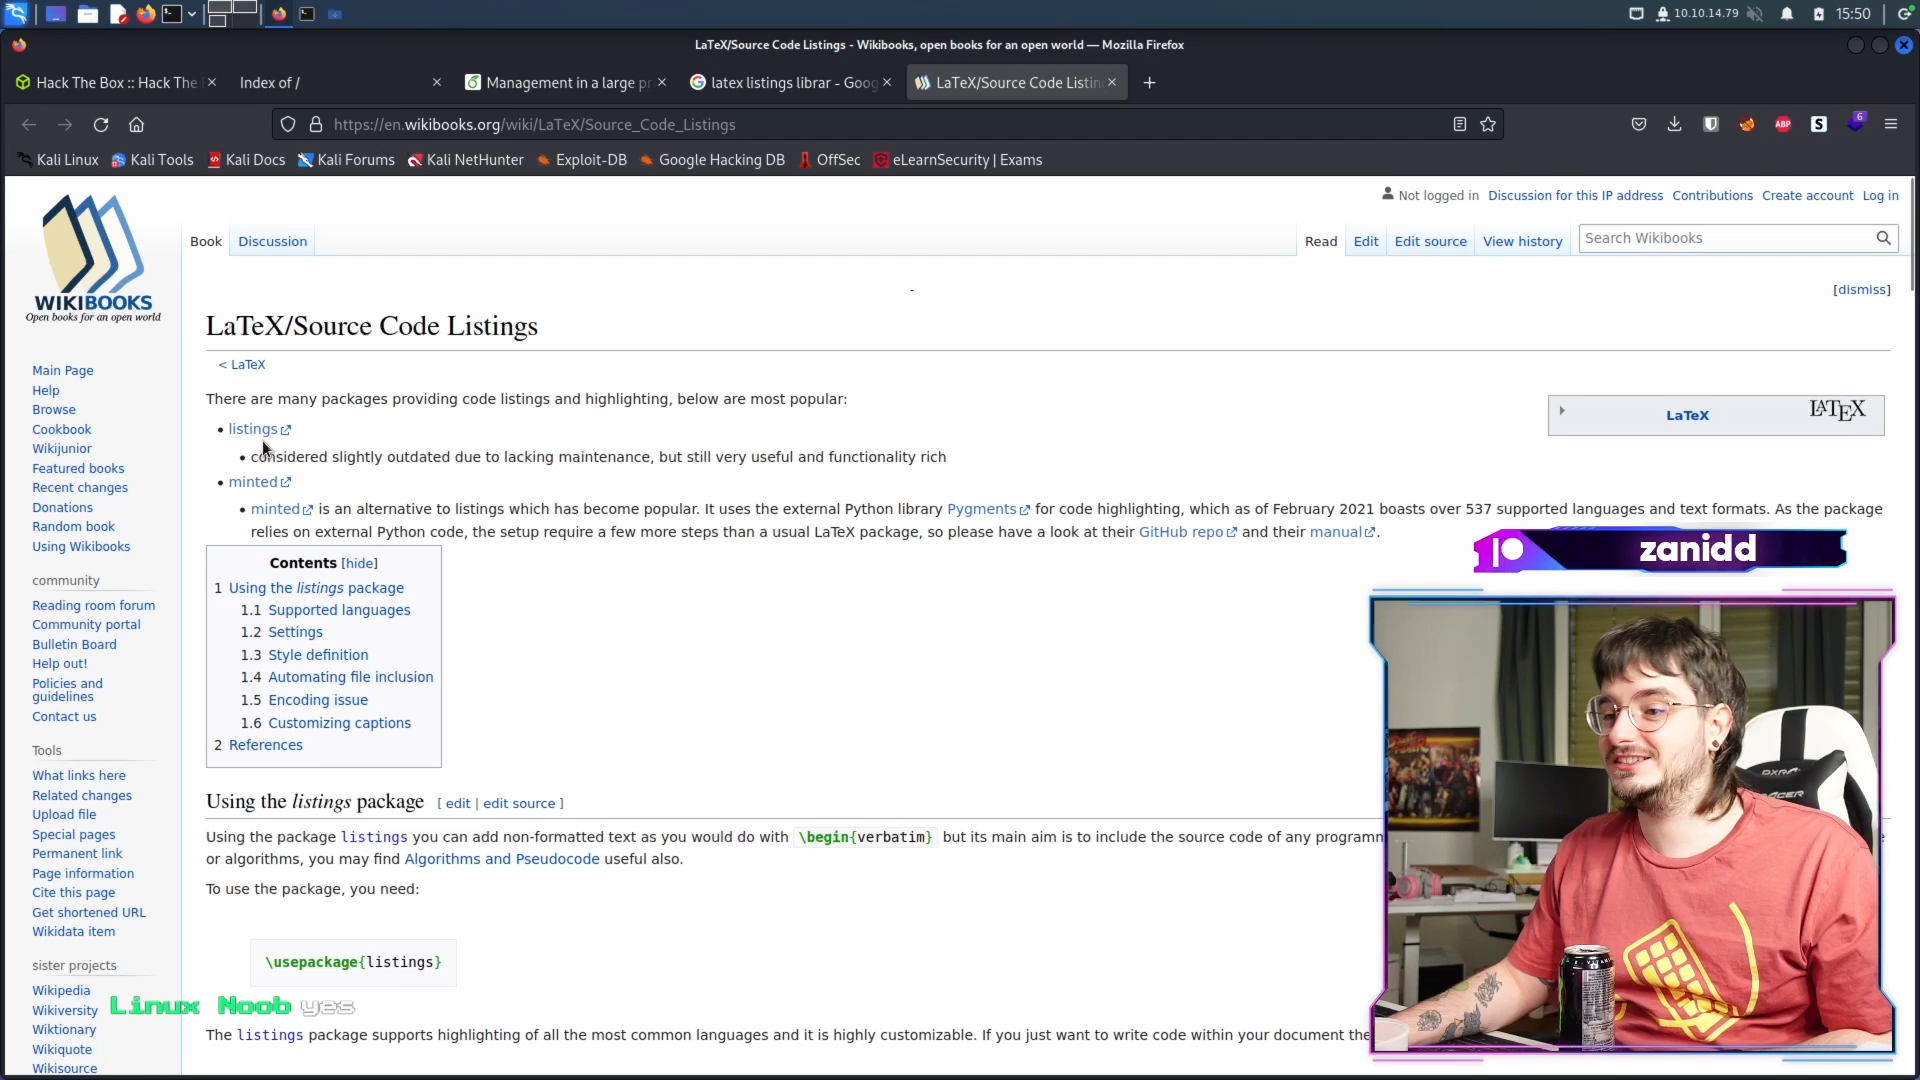 10.10.14.79
15:50
LaTeX/Source Code Listings - Wikibooks, open books for an open world — Mozilla Firefox
Hack The Box :: Hack The
Index of /
Management in a large pr
latex listings librar - Goog
LaTeX/Source Code Listin
https://en.wikibooks.org/wiki/LaTeX/Source_Code_Listings
ABP
S
6
Kali Linux
Kali Tools
Kali Docs
Kali Forums
Kali NetHunter
Exploit-DB
Google Hacking DB
OffSec
eLearnSecurity | Exams
Not logged in
Discussion for this IP address
Contributions
Create account
Log in
Book
Discussion
Read
Edit
Edit source
View history
Search Wikibooks
WIKIBOOKS
Open books for an open world
-
[dismiss]
LaTeX/Source Code Listings
< LaTeX
There are many packages providing code listings and highlighting, below are most popular:
LaTeX
LATEX
• listings
• considered slightly outdated due to lacking maintenance, but still very useful and functionality rich
• minted
• minted is an alternative to listings which has become popular. It uses the external Python library Pygments for code highlighting, which as of February 2021 boasts over 537 supported languages and text formats. As the package
relies on external Python code, the setup require a few more steps than a usual LaTeX package, so please have a look at their GitHub repo and their manual.
Main Page
Help
Browse
Cookbook
Wikijunior
Featured books
Recent changes
Donations
Random book
Using Wikibooks
community
Reading room forum
Community portal
Bulletin Board
Help out!
Policies and
guidelines
Contact us
Tools
What links here
Related changes
Upload file
Special pages
Permanent link
Page information
Cite this page
Get shortened URL
Wikidata item
sister projects
Wikipedia
Wikiversity
Wiktionary
Wikiquote
Wikisource
Contents [hide]
1 Using the listings package
1.1 Supported languages
1.2 Settings
1.3 Style definition
1.4 Automating file inclusion
1.5 Encoding issue
1.6 Customizing captions
2 References
Using the listings package [ edit | edit source ]
Using the package listings you can add non-formatted text as you would do with \begin{verbatim} but its main aim is to include the source code of any programm
or algorithms, you may find Algorithms and Pseudocode useful also.
To use the package, you need:
\usepackage{listings}
The listings package supports highlighting of all the most common languages and it is highly customizable. If you just want to write code within your document the
Linux Noob yes
zanidd